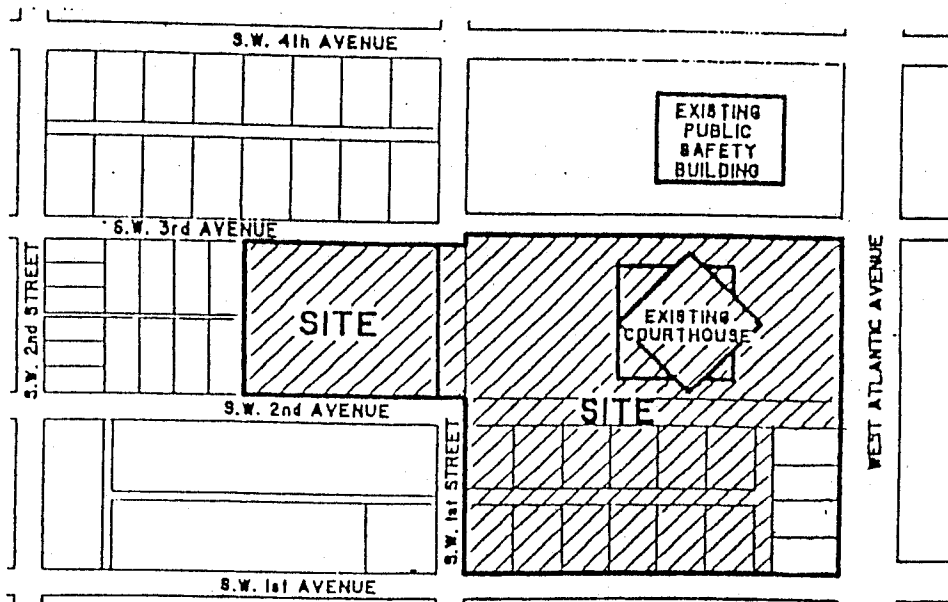 S.W. 4th AVENUE
EXISTING
PUBLIC
SAFETY
BUILDING
S.W. 3rd AVENUE
S.W. 2nd STREET
SITE
EXISTING
COURTHOUSE
WEST ATLANTIC AVENUE
SITE
S.W. 2nd AVENUE
S.W. 1st STREET
S.W. 1st AVENUE